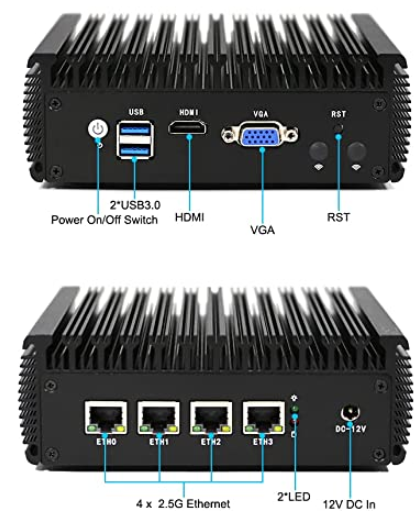 USB HDMI VGA RST
2*USB3.0
Power On/Off Switch HDMI VGA RST
ETH0 ETH1 ETH2 ETH3 DC-12V
4 x 2.5G Ethernet 2*LED 12V DC In